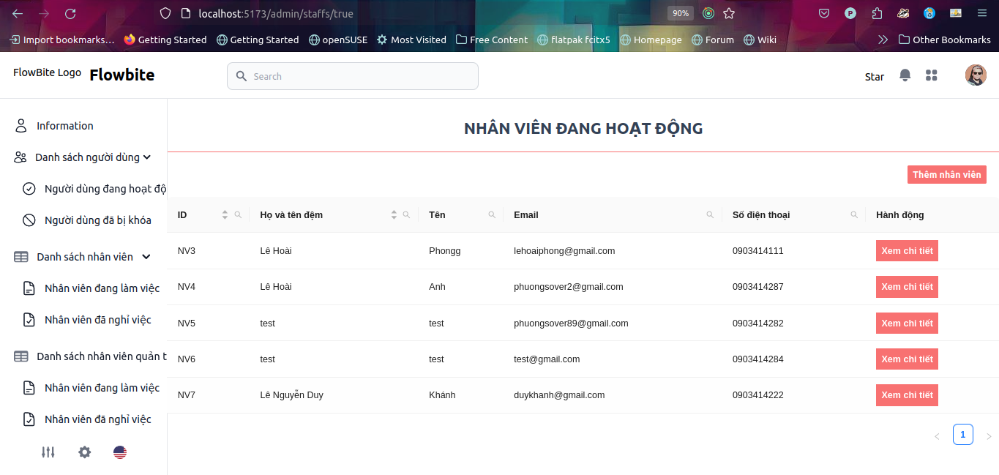 localhost:5173/admin/staffs/true
90%
Import bookmarks… Getting Started Getting Started openSUSE Most Visited Free Content flatpak fcitx5 Homepage Forum Wiki Other Bookmarks
FlowBite Logo Flowbite
Search
Star
Information
Danh sách người dùng
Người dùng đang hoạt độ
Người dùng đã bị khóa
Danh sách nhân viên
Nhân viên đang làm việc
Nhân viên đã nghỉ việc
Danh sách nhân viên quản t
Nhân viên đang làm việc
Nhân viên đã nghỉ việc
NHÂN VIÊN ĐANG HOẠT ĐỘNG
Thêm nhân viên
ID Họ và tên đệm Tên Email Số điện thoại Hành động
NV3 Lê Hoài Phongg lehoaiphong@gmail.com 0903414111 Xem chi tiết
NV4 Lê Hoài Anh phuongsover2@gmail.com 0903414287 Xem chi tiết
NV5 test test phuongsover89@gmail.com 0903414282 Xem chi tiết
NV6 test test test@gmail.com 0903414284 Xem chi tiết
NV7 Lê Nguyễn Duy Khánh duykhanh@gmail.com 0903414222 Xem chi tiết
1